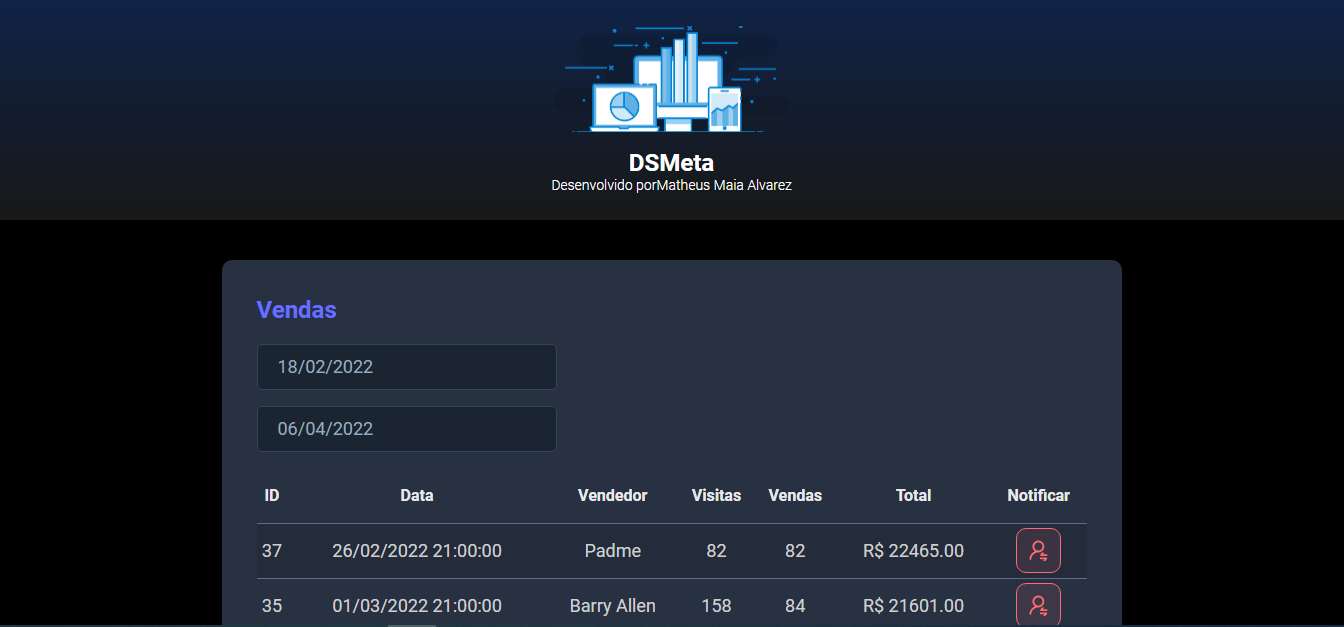 DSMeta
Desenvolvido porMatheus Maia Alvarez
Vendas
18/02/2022
06/04/2022
ID Data Vendedor Visitas Vendas Total Notificar
37 26/02/2022 21:00:00 Padme 82 82 R$ 22465.00
35 01/03/2022 21:00:00 Barry Allen 158 84 R$ 21601.00